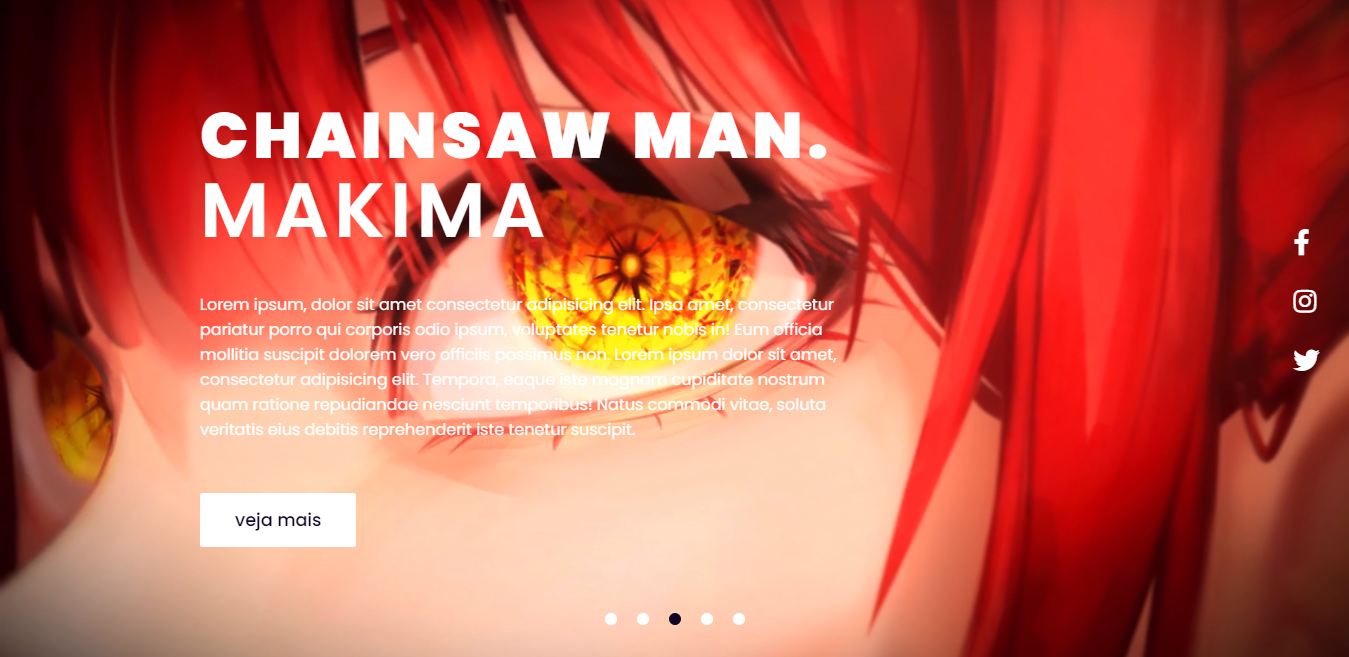 CHAINSAW MAN.
MAKIMA
Lorem ipsum, dolor sit amet consectetur adipisicing elit. Ipsa amet, consectetur
pariatur porro qui corporis odio ipsum, voluptates tenetur nobis in! Eum officia
mollitia suscipit dolorem vero officiis possimus non. Lorem ipsum dolor sit amet,
consectetur adipisicing elit. Tempora, eaque iste magnam cupiditate nostrum
quam ratione repudiandae nesciunt temporibus! Natus commodi vitae, soluta
veritatis eius debitis reprehenderit iste tenetur suscipit.
veja mais